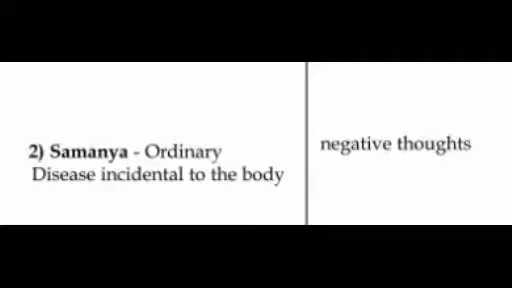 2) Samanya - Ordinary
Disease incidental to the body
negative thoughts